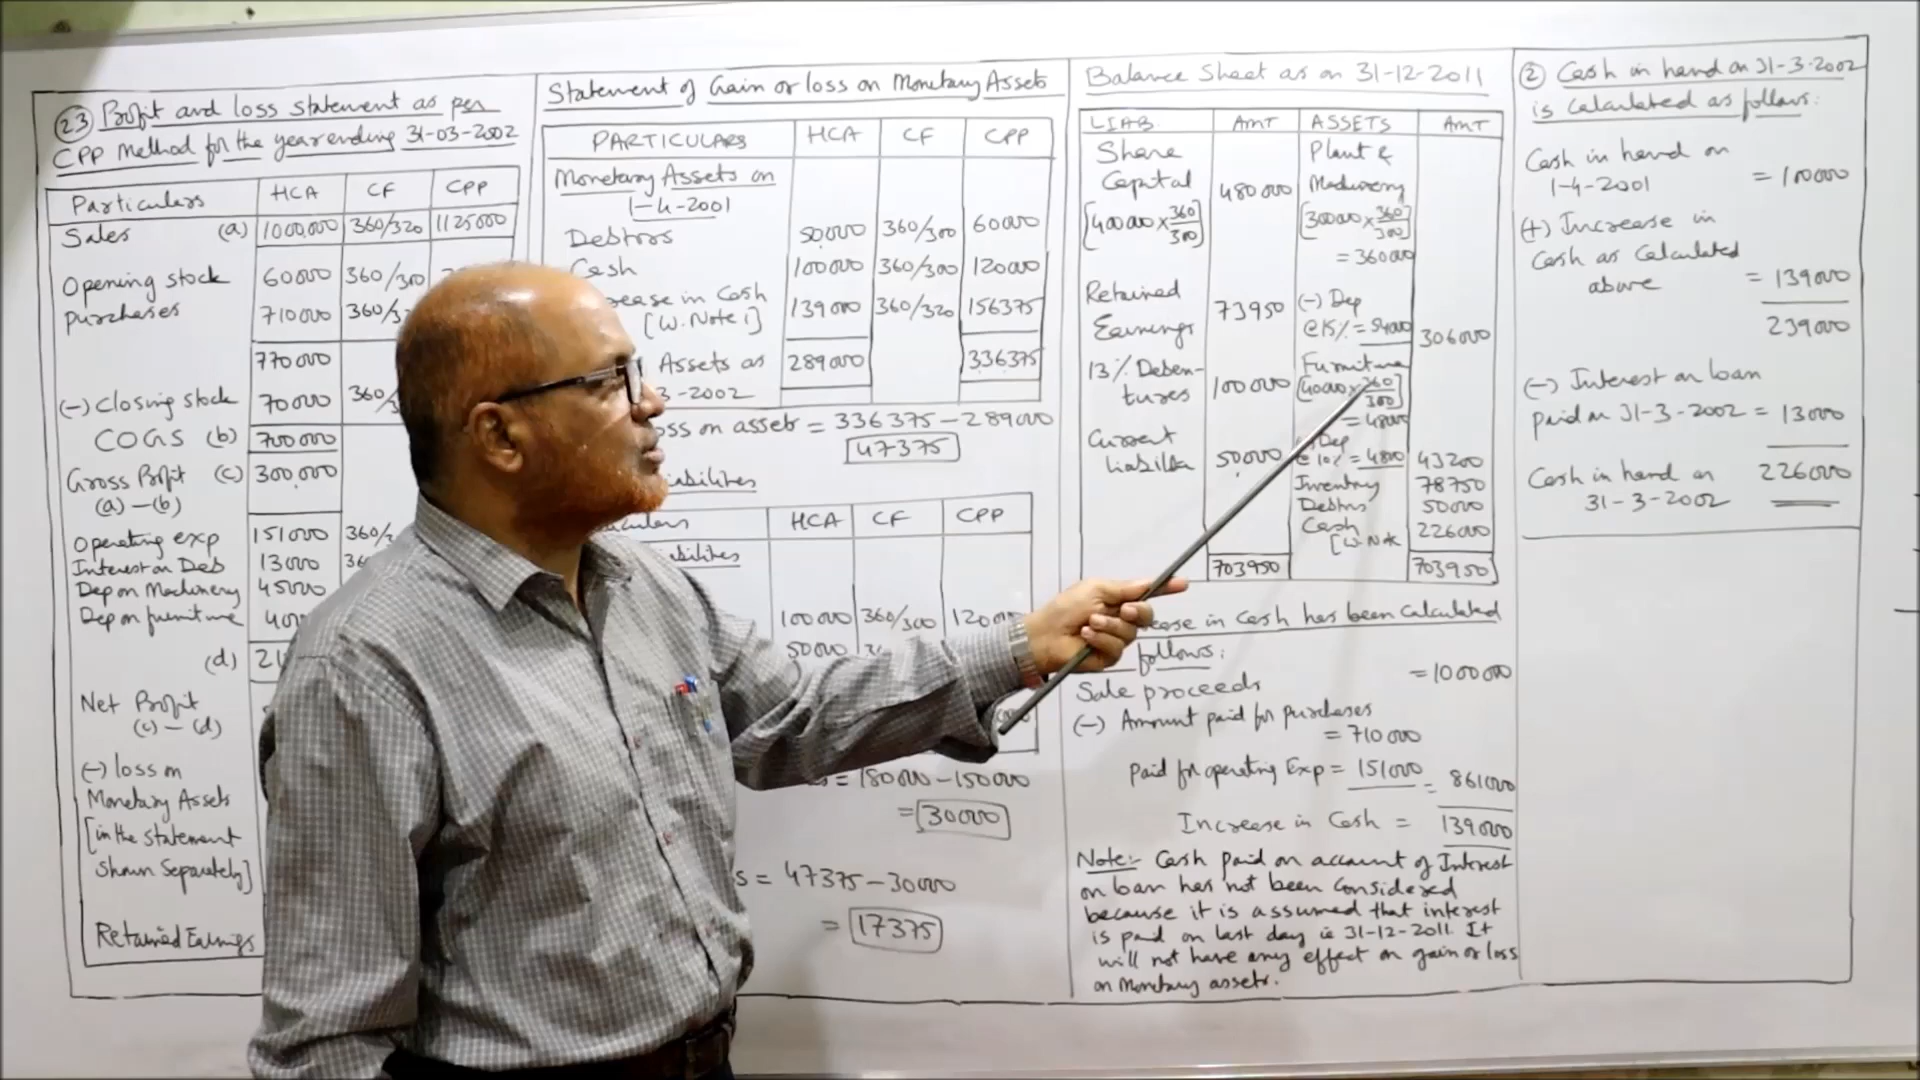 23 Profit and loss statement as per
CPP Method for the year ending 31-03-2002
Particulars HCA CF CPP
Sales (a) 1000,000 360/320 1125000
Opening stock 60000 360/300
Purchases 710000
770000
(-) Closing stock 70000
COGS (b) 700000
Gross Profit (c) 300,000
(a) - (b)
Operating exp 151000
Interest on Deb 13000
Dep on Machinery 45000
Dep on furniture
(d)
Net Profit
(c) - (d)
(-) loss on
Monetary Assets
[in the statement
shown Separately]
Retained Earnings
Statement of Gain or loss on Monetary Assets
PARTICULARS HCA CF CPP
Monetary Assets on
1-4-2001
Debtors 50,000 360/300 60000
Cash 100000 360/300 120000
rease in Cash 139000 360/320 156375
[W. Note 1]
Assets as 289000 336375
3-2002
oss on assets = 336375 - 289000
47375
abilities
culars HCA CF CPP
abilities
100000 360/300
50000
= 180000 - 150000
= 30000
s = 47375 - 30000
= 17375
Balance Sheet as on 31-12-2011
LIAB. AMT ASSETS AMT
Share Plant &
Capital 480000 Machinery
[400000 × 360/300] [300000 × 360/300]
= 360000
Retained 73950 (-) Dep
Earnings @15% = 54000 306000
13% Deben- Furniture
tures 100000 [40000 × 360/300]
= 48000
Current Dep
liabilities 50,000 @10% = 4800 43200
Inventory 78750
Debtors 50000
Cash 226000
[W. Note
703950 703950
ease in Cash has been Calculated
follows:
Sale proceeds = 1000000
(-) Amount paid for purchases
= 710000
Paid for operating Exp = 151000 = 861000
Increase in Cash = 139000
Note:- Cash paid on account of Interest
on loan has not been Considered
because it is assumed that interest
is paid on last day ie 31-12-2011. It
will not have any effect on gain or loss
on Monetary assets.
2 Cash in hand on 31-3-2002
is calculated as follows:
Cash in hand on
1-4-2001 = 100000
(+) Increase in
Cash as Calculated
above = 139000
239000
(-) Interest on loan
paid on 31-3-2002 = 13000
Cash in hand on 226000
31-3-2002